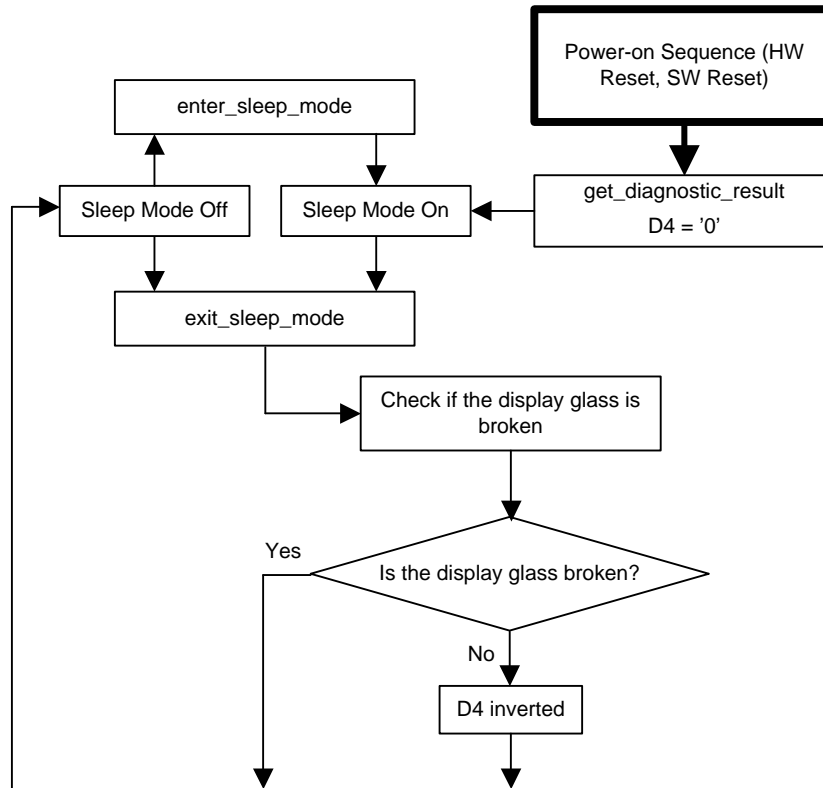 Power-on Sequence (HW
Reset, SW Reset)
enter_sleep_mode
get_diagnostic_result
D4 = '0'
Sleep Mode Off
Sleep Mode On
exit_sleep_mode
Check if the display glass is
broken
Yes
Is the display glass broken?
No
D4 inverted